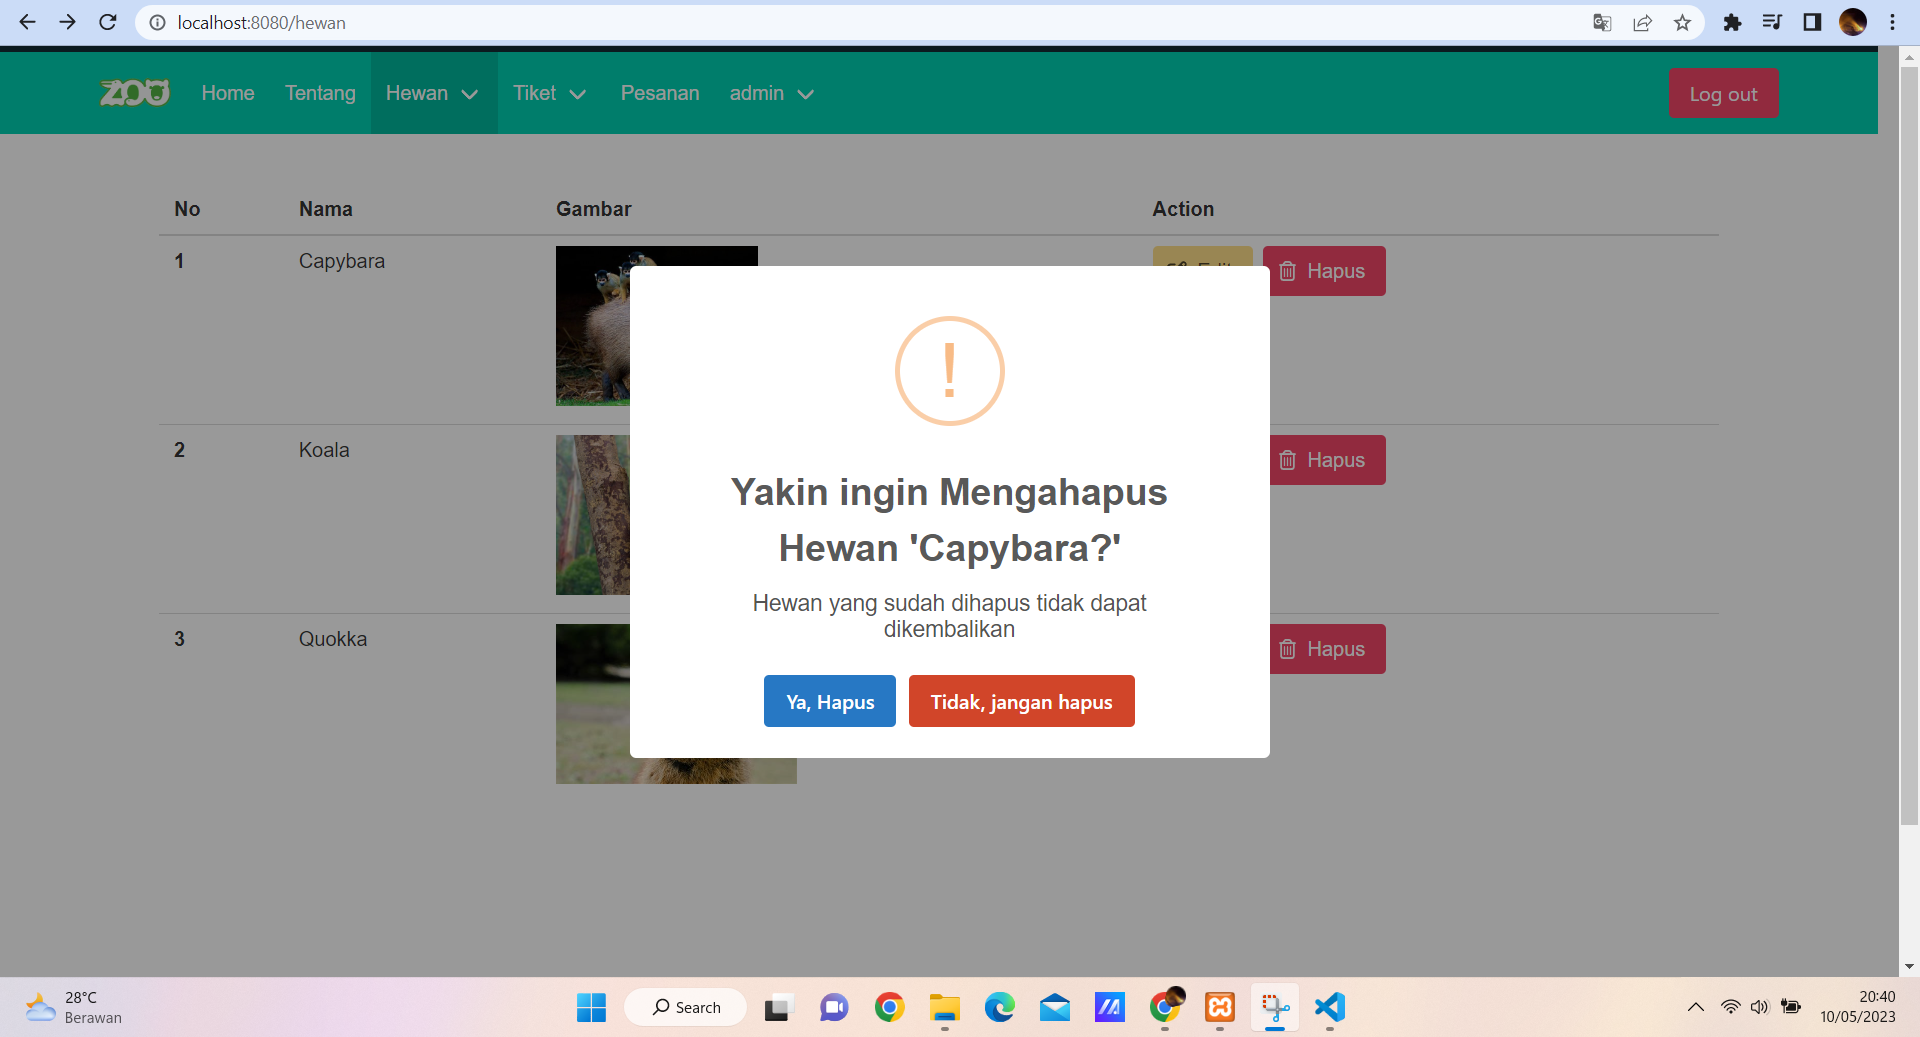 localhost:8080/hewan
ZOO Home Tentang Hewan Tiket Pesanan admin Log out
No Nama Gambar Action
1 Capybara Edit Hapus
2 Koala Hapus
3 Quokka Hapus
!
Yakin ingin Mengahapus
Hewan 'Capybara?'
Hewan yang sudah dihapus tidak dapat
dikembalikan
Ya, Hapus Tidak, jangan hapus
28°C
Berawan
Search
20:40
10/05/2023